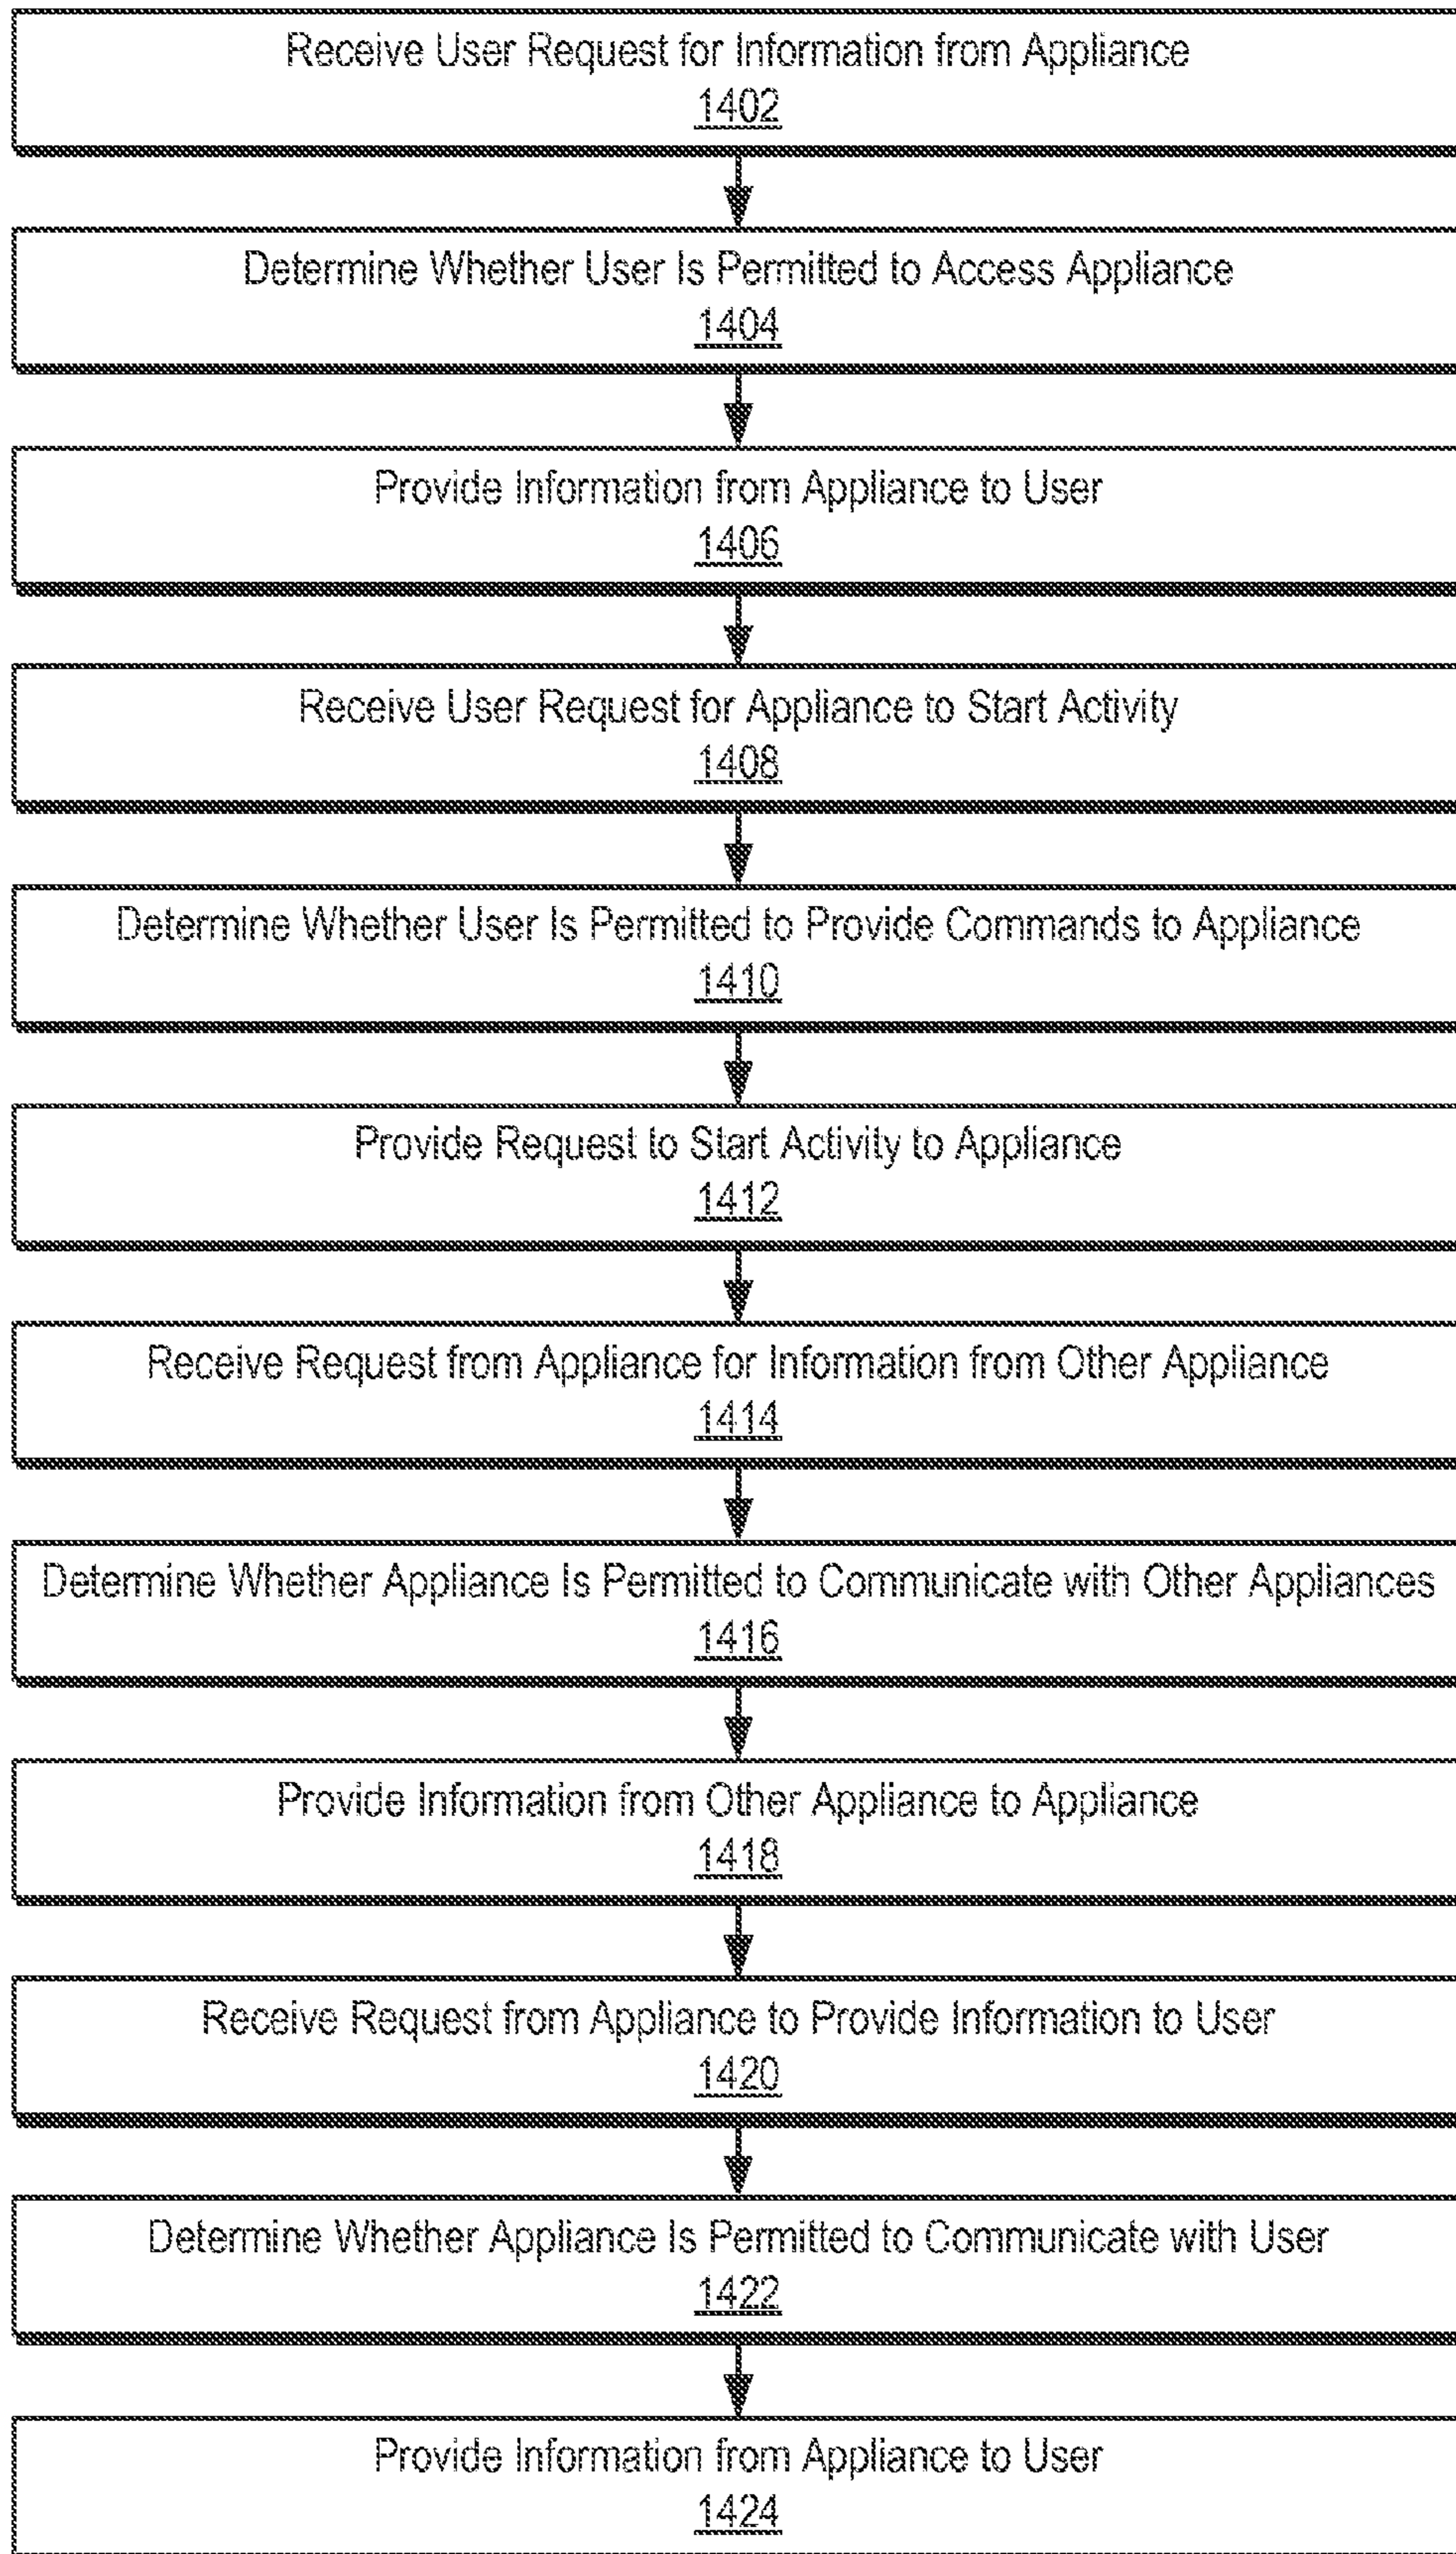 Receive User Request for Information from Appliance
1402
Determine Whether User Is Permitted to Access Appliance
1404
Provide Information from Appliance to User
1406
Receive User Request for Appliance to Start Activity
1408
Determine Whether User Is Permitted to Provide Commands to Appliance
1410
Provide Request to Start Activity to Appliance
1412
Receive Request from Appliance for Information from Other Appliance
1414
Determine Whether Appliance Is Permitted to Communicate with Other Appliances
1416
Provide Information from Other Appliance to Appliance
1418
Receive Request from Appliance to Provide Information to User
1420
Determine Whether Appliance Is Permitted to Communicate with User
1422
Provide Information from Appliance to User
1424